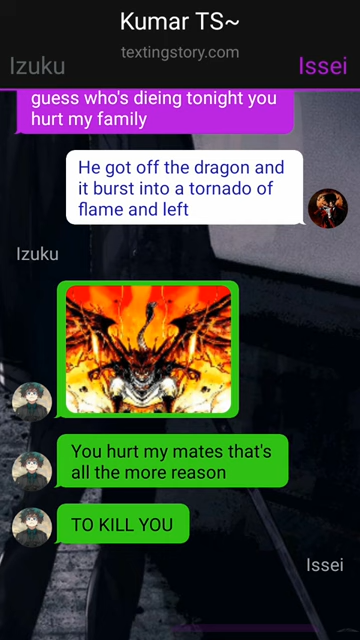 Kumar TS~
textingstory.com
Izuku
Issei
guess who's dieing tonight you
hurt my family
He got off the dragon and
it burst into a tornado of
flame and left
Izuku
You hurt my mates that's
all the more reason
TO KILL YOU
Issei